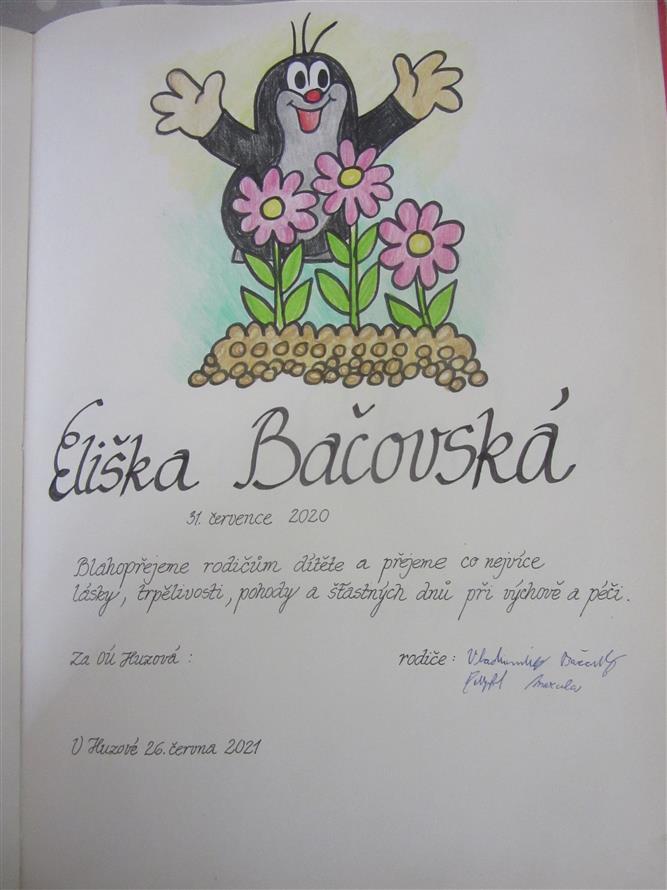 Eliška Bačovská
31. července 2020
Blahopřejeme rodičům dítěte a přejeme co nejvíce
lásky, trpělivosti, pohody a šťastných dnů při výchově a péči.
Za OÚ Huzová :
rodiče : Vladimír
V Huzové 26. června 2021